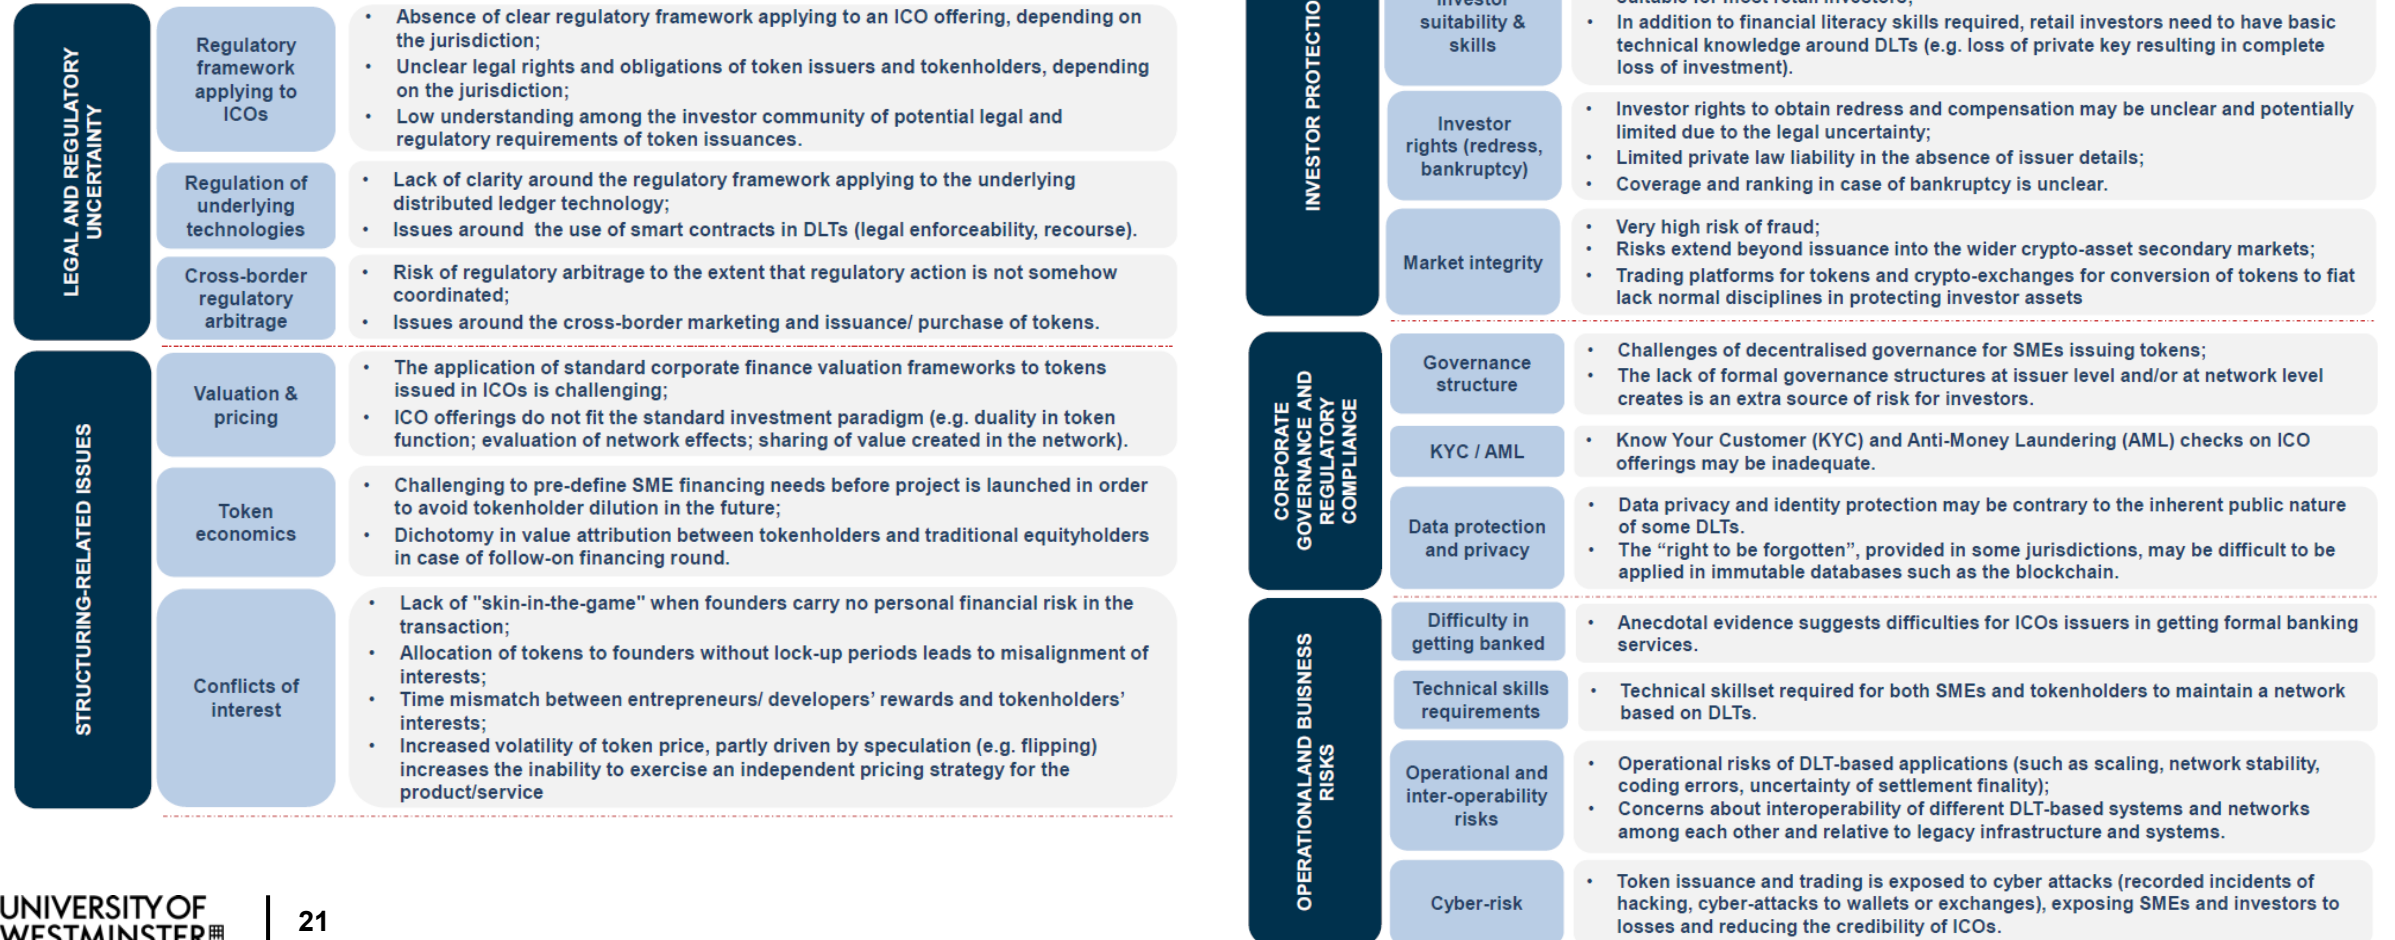 LEGAL AND REGULATORY
UNCERTAINTY
Regulatory
framework
applying to
ICOs
• Absence of clear regulatory framework applying to an ICO offering, depending on
the jurisdiction;
• Unclear legal rights and obligations of token issuers and tokenholders, depending
on the jurisdiction;
• Low understanding among the investor community of potential legal and
regulatory requirements of token issuances.
Regulation of
underlying
technologies
• Lack of clarity around the regulatory framework applying to the underlying
distributed ledger technology;
• Issues around the use of smart contracts in DLTs (legal enforceability, recourse).
Cross-border
regulatory
arbitrage
• Risk of regulatory arbitrage to the extent that regulatory action is not somehow
coordinated;
• Issues around the cross-border marketing and issuance/ purchase of tokens.
STRUCTURING-RELATED ISSUES
Valuation &
pricing
• The application of standard corporate finance valuation frameworks to tokens
issued in ICOs is challenging;
• ICO offerings do not fit the standard investment paradigm (e.g. duality in token
function; evaluation of network effects; sharing of value created in the network).
Token
economics
• Challenging to pre-define SME financing needs before project is launched in order
to avoid tokenholder dilution in the future;
• Dichotomy in value attribution between tokenholders and traditional equityholders
in case of follow-on financing round.
Conflicts of
interest
• Lack of "skin-in-the-game" when founders carry no personal financial risk in the
transaction;
• Allocation of tokens to founders without lock-up periods leads to misalignment of
interests;
• Time mismatch between entrepreneurs/ developers’ rewards and tokenholders’
interests;
• Increased volatility of token price, partly driven by speculation (e.g. flipping)
increases the inability to exercise an independent pricing strategy for the
product/service
UNIVERSITY OF
WESTMINSTER
21
INVESTOR PROTECTIO
Investor
suitability &
skills
suitable for most retail investors;
• In addition to financial literacy skills required, retail investors need to have basic
technical knowledge around DLTs (e.g. loss of private key resulting in complete
loss of investment).
Investor
rights (redress,
bankruptcy)
• Investor rights to obtain redress and compensation may be unclear and potentially
limited due to the legal uncertainty;
• Limited private law liability in the absence of issuer details;
• Coverage and ranking in case of bankruptcy is unclear.
Market integrity
• Very high risk of fraud;
• Risks extend beyond issuance into the wider crypto-asset secondary markets;
• Trading platforms for tokens and crypto-exchanges for conversion of tokens to fiat
lack normal disciplines in protecting investor assets
CORPORATE
GOVERNANCE AND
REGULATORY
COMPLIANCE
Governance
structure
• Challenges of decentralised governance for SMEs issuing tokens;
• The lack of formal governance structures at issuer level and/or at network level
creates is an extra source of risk for investors.
KYC / AML
• Know Your Customer (KYC) and Anti-Money Laundering (AML) checks on ICO
offerings may be inadequate.
Data protection
and privacy
• Data privacy and identity protection may be contrary to the inherent public nature
of some DLTs.
• The “right to be forgotten”, provided in some jurisdictions, may be difficult to be
applied in immutable databases such as the blockchain.
OPERATIONALAND BUSINESS
RISKS
Difficulty in
getting banked
• Anecdotal evidence suggests difficulties for ICOs issuers in getting formal banking
services.
Technical skills
requirements
• Technical skillset required for both SMEs and tokenholders to maintain a network
based on DLTs.
Operational and
inter-operability
risks
• Operational risks of DLT-based applications (such as scaling, network stability,
coding errors, uncertainty of settlement finality);
• Concerns about interoperability of different DLT-based systems and networks
among each other and relative to legacy infrastructure and systems.
Cyber-risk
• Token issuance and trading is exposed to cyber attacks (recorded incidents of
hacking, cyber-attacks to wallets or exchanges), exposing SMEs and investors to
losses and reducing the credibility of ICOs.